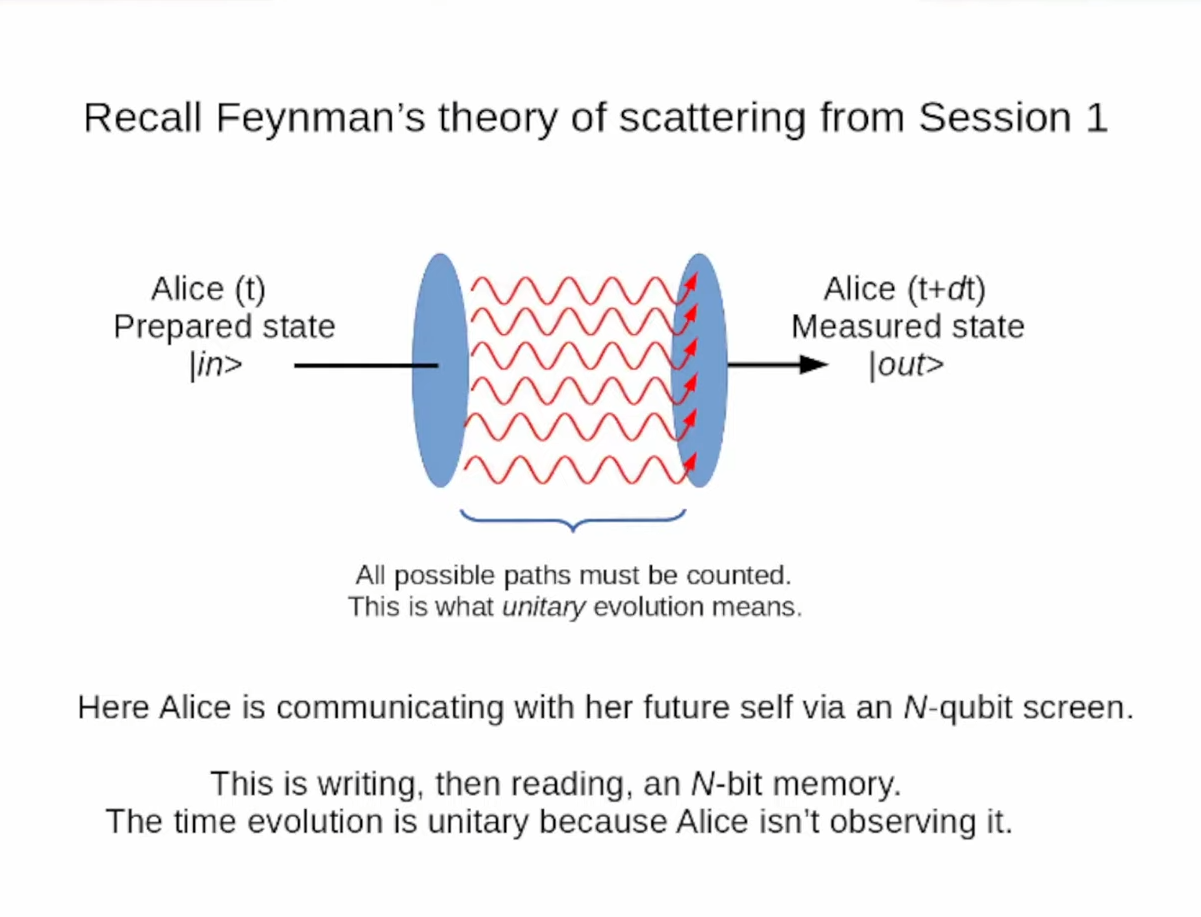 Recall Feynman’s theory of scattering from Session 1
Alice (t)
Prepared state
|in>
Alice (t+dt)
Measured state
|out>
All possible paths must be counted.
This is what unitary evolution means.
Here Alice is communicating with her future self via an N-qubit screen.
This is writing, then reading, an N-bit memory.
The time evolution is unitary because Alice isn’t observing it.